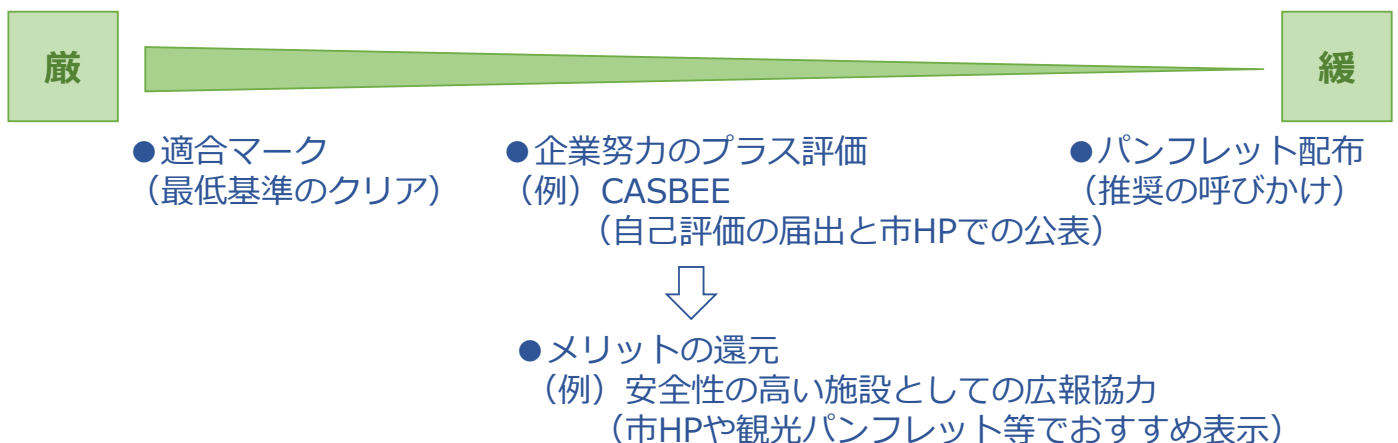 厳
緩
●適合マーク
（最低基準のクリア）
●企業努力のプラス評価
（例）CASBEE
（自己評価の届出と市HPでの公表）
●パンフレット配布
（推奨の呼びかけ）
●メリットの還元
（例）安全性の高い施設としての広報協力
（市HPや観光パンフレット等でおすすめ表示）